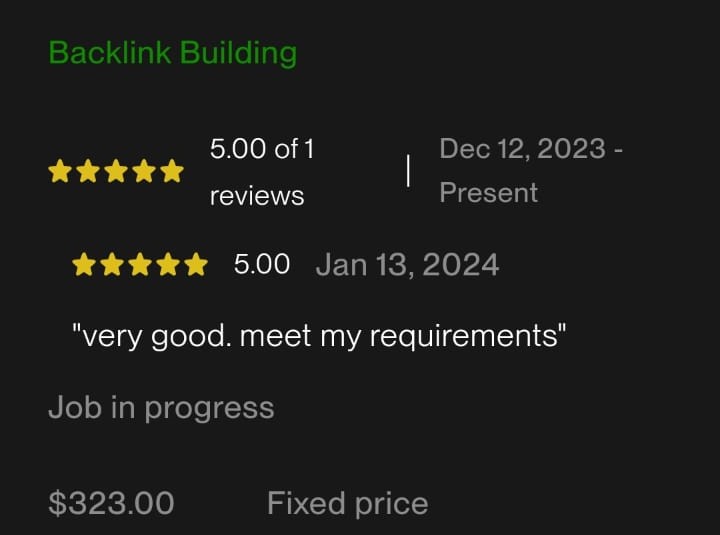 Backlink Building
5.00 of 1
reviews
Dec 12, 2023 -
Present
5.00 Jan 13, 2024
"very good. meet my requirements"
Job in progress
$323.00 Fixed price